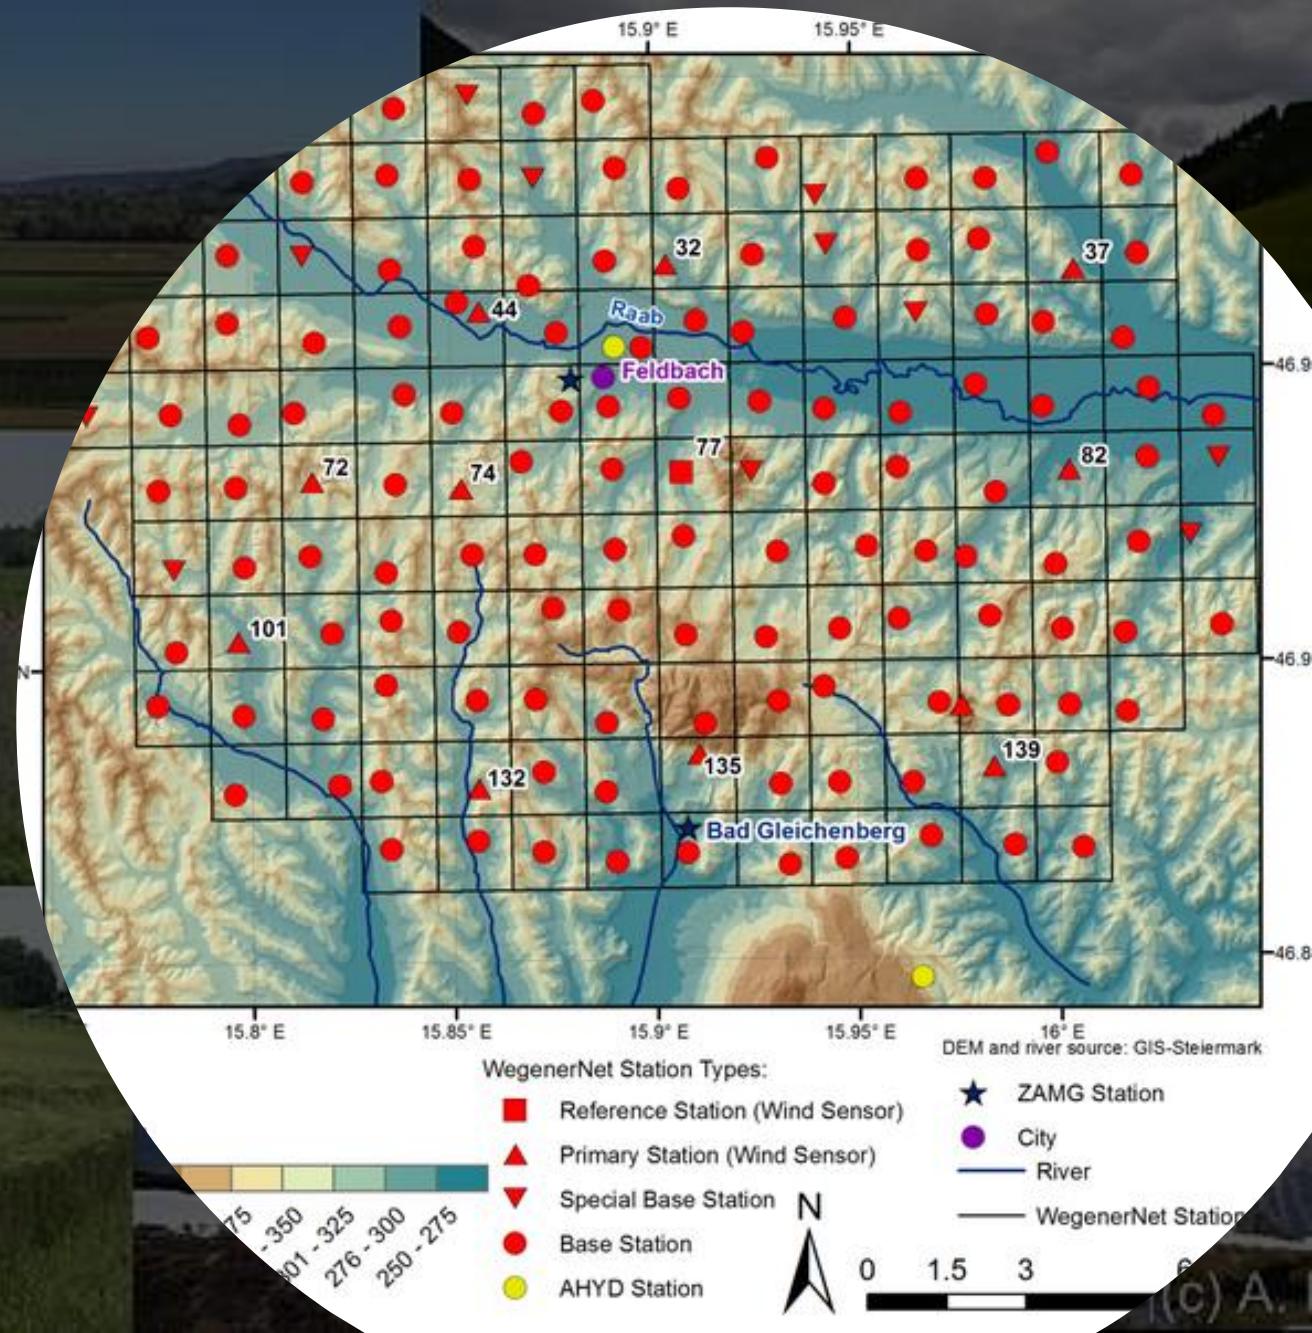 15.9° E 15.95° E
32
37
44
Raab
46.9
Feldbach
77
72
74
82
101
N
46.9
139
135
132
Bad Gleichenberg
46.8
15.8° E 15.85° E 15.9° E 15.95° E 16° E
DEM and river source: GIS-Steiermark
WegenerNet Station Types:
Reference Station (Wind Sensor)
Primary Station (Wind Sensor)
Special Base Station
Base Station
AHYD Station
ZAMG Station
City
River
WegenerNet Station
75
- 350
301 - 325
276 - 300
250 - 275
N
0 1.5 3 6
(c) A.